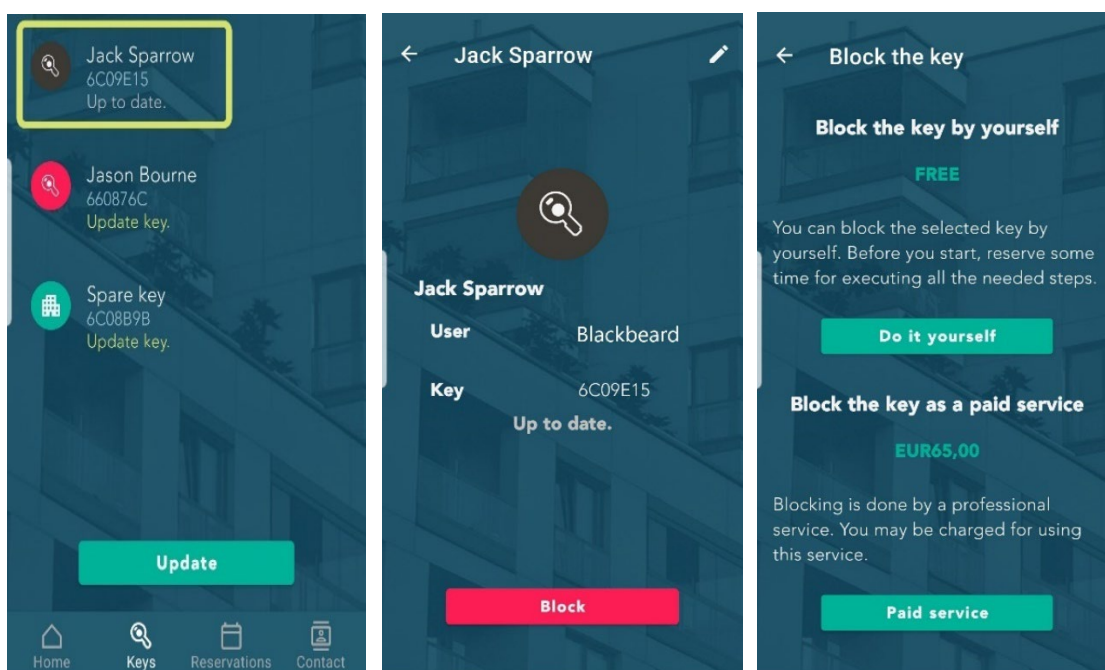 Jack Sparrow
6C09E15
Up to date.
Jason Bourne
660876C
Update key.
Spare key
6C08B9B
Update key.
Update
Home Keys Reservations Contact
Jack Sparrow
Jack Sparrow
User Blackbeard
Key 6C09E15
Up to date.
Block
Block the key
Block the key by yourself
FREE
You can block the selected key by
yourself. Before you start, reserve some
time for executing all the needed steps.
Do it yourself
Block the key as a paid service
EUR65,00
Blocking is done by a professional
service. You may be charged for using
this service.
Paid service